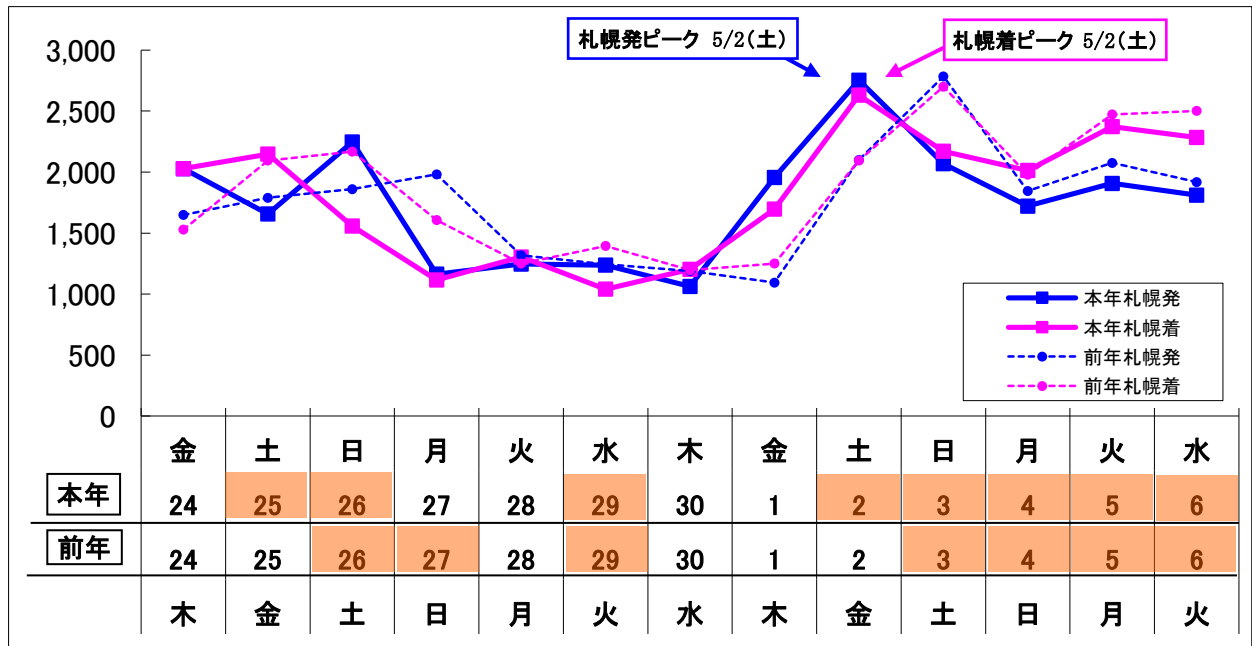 札幌発ピーク 5/2(土)
札幌着ピーク 5/2(土)
3,000
2,500
2,000
1,500
1,000
500
0
本年札幌発
本年札幌着
前年札幌発
前年札幌着
金 土 日 月 火 水 木 金 土 日 月 火 水
本年 24 25 26 27 28 29 30 1 2 3 4 5 6
前年 24 25 26 27 28 29 30 1 2 3 4 5 6
木 金 土 日 月 火 水 木 金 土 日 月 火